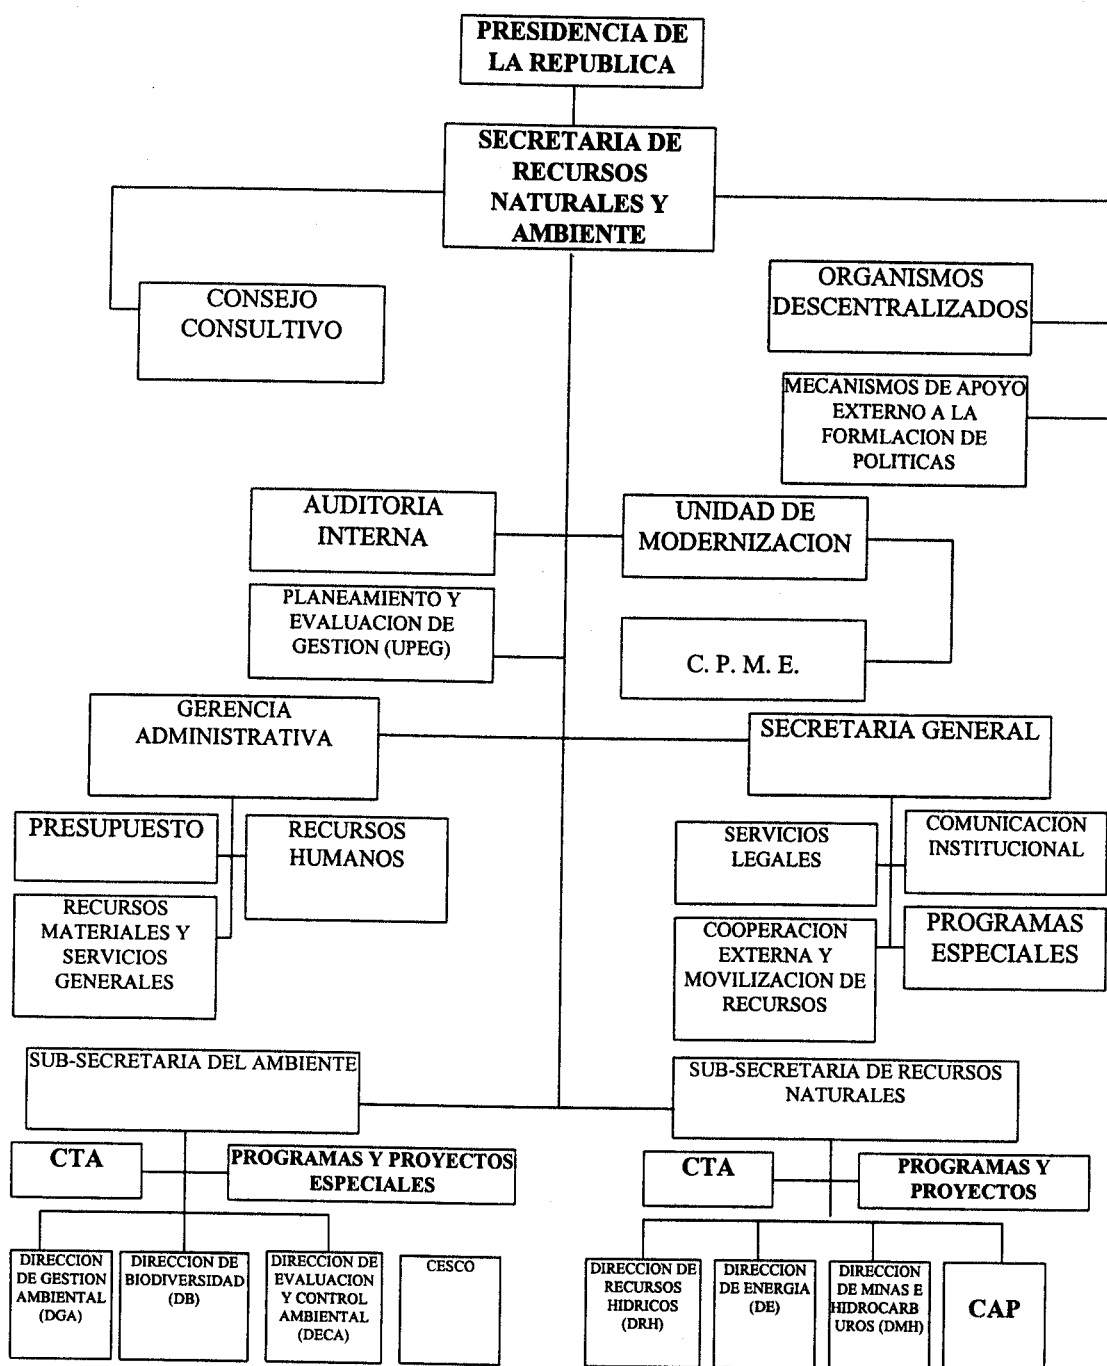 PRESIDENCIA DE
LA REPUBLICA
SECRETARIA DE
RECURSOS
NATURALES Y
AMBIENTE
CONSEJO
CONSULTIVO
ORGANISMOS
DESCENTRALIZADOS
MECANISMOS DE APOYO
EXTERNO A LA
FORMLACION DE
POLITICAS
AUDITORIA
INTERNA
UNIDAD DE
MODERNIZACION
PLANEAMIENTO Y
EVALUACION DE
GESTION (UPEG)
C. P. M. E.
GERENCIA
ADMINISTRATIVA
SECRETARIA GENERAL
PRESUPUESTO
RECURSOS
HUMANOS
SERVICIOS
LEGALES
COMUNICACION
INSTITUCIONAL
RECURSOS
MATERIALES Y
SERVICIOS
GENERALES
COOPERACION
EXTERNA Y
MOVILIZACION DE
RECURSOS
PROGRAMAS
ESPECIALES
SUB-SECRETARIA DEL AMBIENTE
SUB-SECRETARIA DE RECURSOS
NATURALES
CTA
PROGRAMAS Y PROYECTOS
ESPECIALES
CTA
PROGRAMAS Y
PROYECTOS
DIRECCION
DE GESTION
AMBIENTAL
(DGA)
DIRECCION DE
BIODIVERSIDAD
(DB)
DIRECCION DE
EVALUACION
Y CONTROL
AMBIENTAL
(DECA)
CESCO
DIRECCION DE
RECURSOS
HIDRICOS
(DRH)
DIRECCION
DE ENERGIA
(DE)
DIRECCION
DE MINAS E
HIDROCARB
UROS (DMH)
CAP